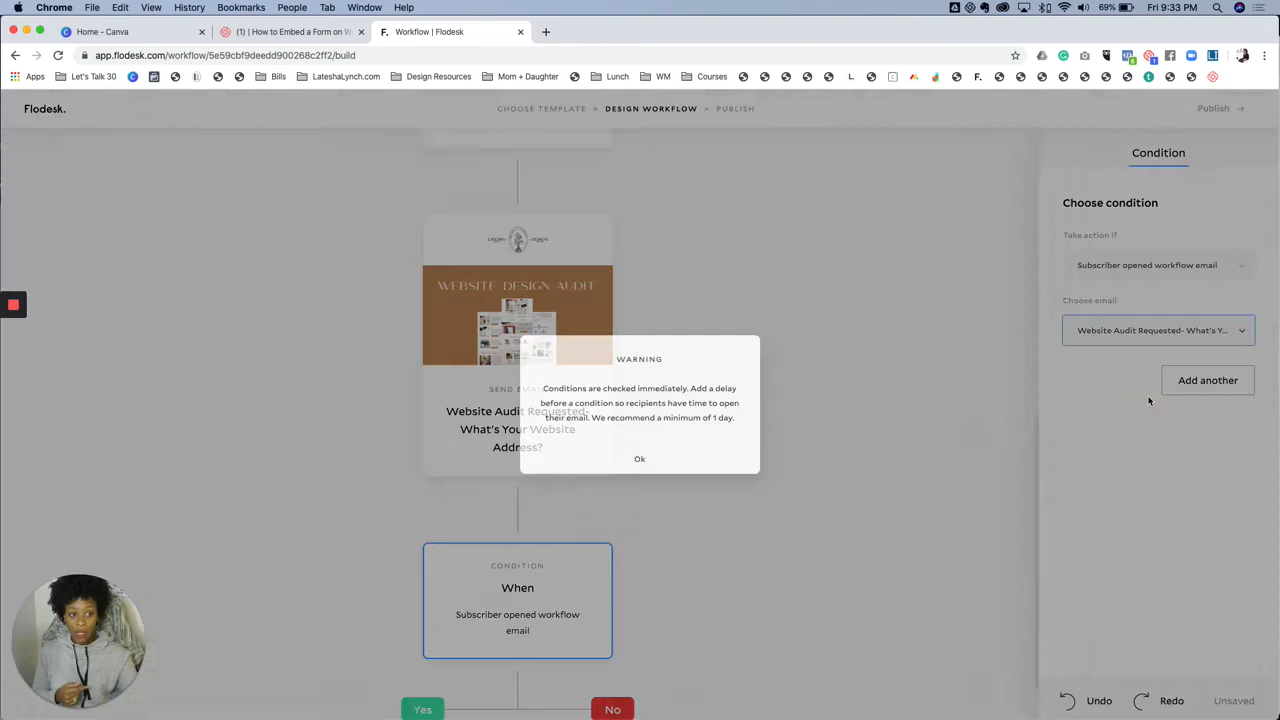 Chrome File Edit View History Bookmarks People Tab Window Help 69% Fri 9:33 PM
Home - Canva (1) | How to Embed a Form on W Workflow | Flodesk
app.flodesk.com/workflow/5e59cbf9deedd900268c2ff2/build
Apps Let's Talk 30 Bills LateshaLynch.com Design Resources Mom + Daughter Lunch WM Courses
Flodesk. CHOOSE TEMPLATE DESIGN WORKFLOW PUBLISH Publish
Condition
Choose condition
Take action if
Subscriber opened workflow email
Choose email
Website Audit Requested- What's Y...
Add another
WEBSITE DESIGN AUDIT
Website Audit Requested-
What's Your Website
Address?
WARNING
Conditions are checked immediately. Add a delay
before a condition so recipients have time to open
their email. We recommend a minimum of 1 day.
Ok
CONDITION
When
Subscriber opened workflow
email
Yes No
Undo Redo Unsaved